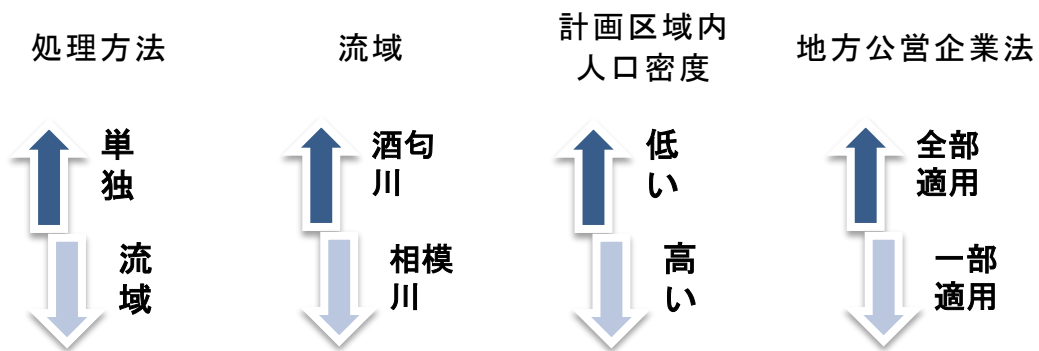 処理方法
流域
計画区域内
人口密度
地方公営企業法
単
独
酒匂
川
低
い
全部
適用
流
域
相模
川
高
い
一部
適用